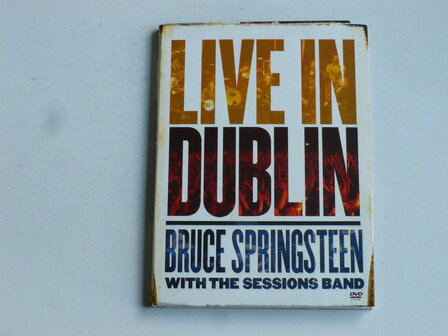 LIVE IN
DUBLIN
BRUCE SPRINGSTEEN
WITH THE SESSIONS BAND
DVD